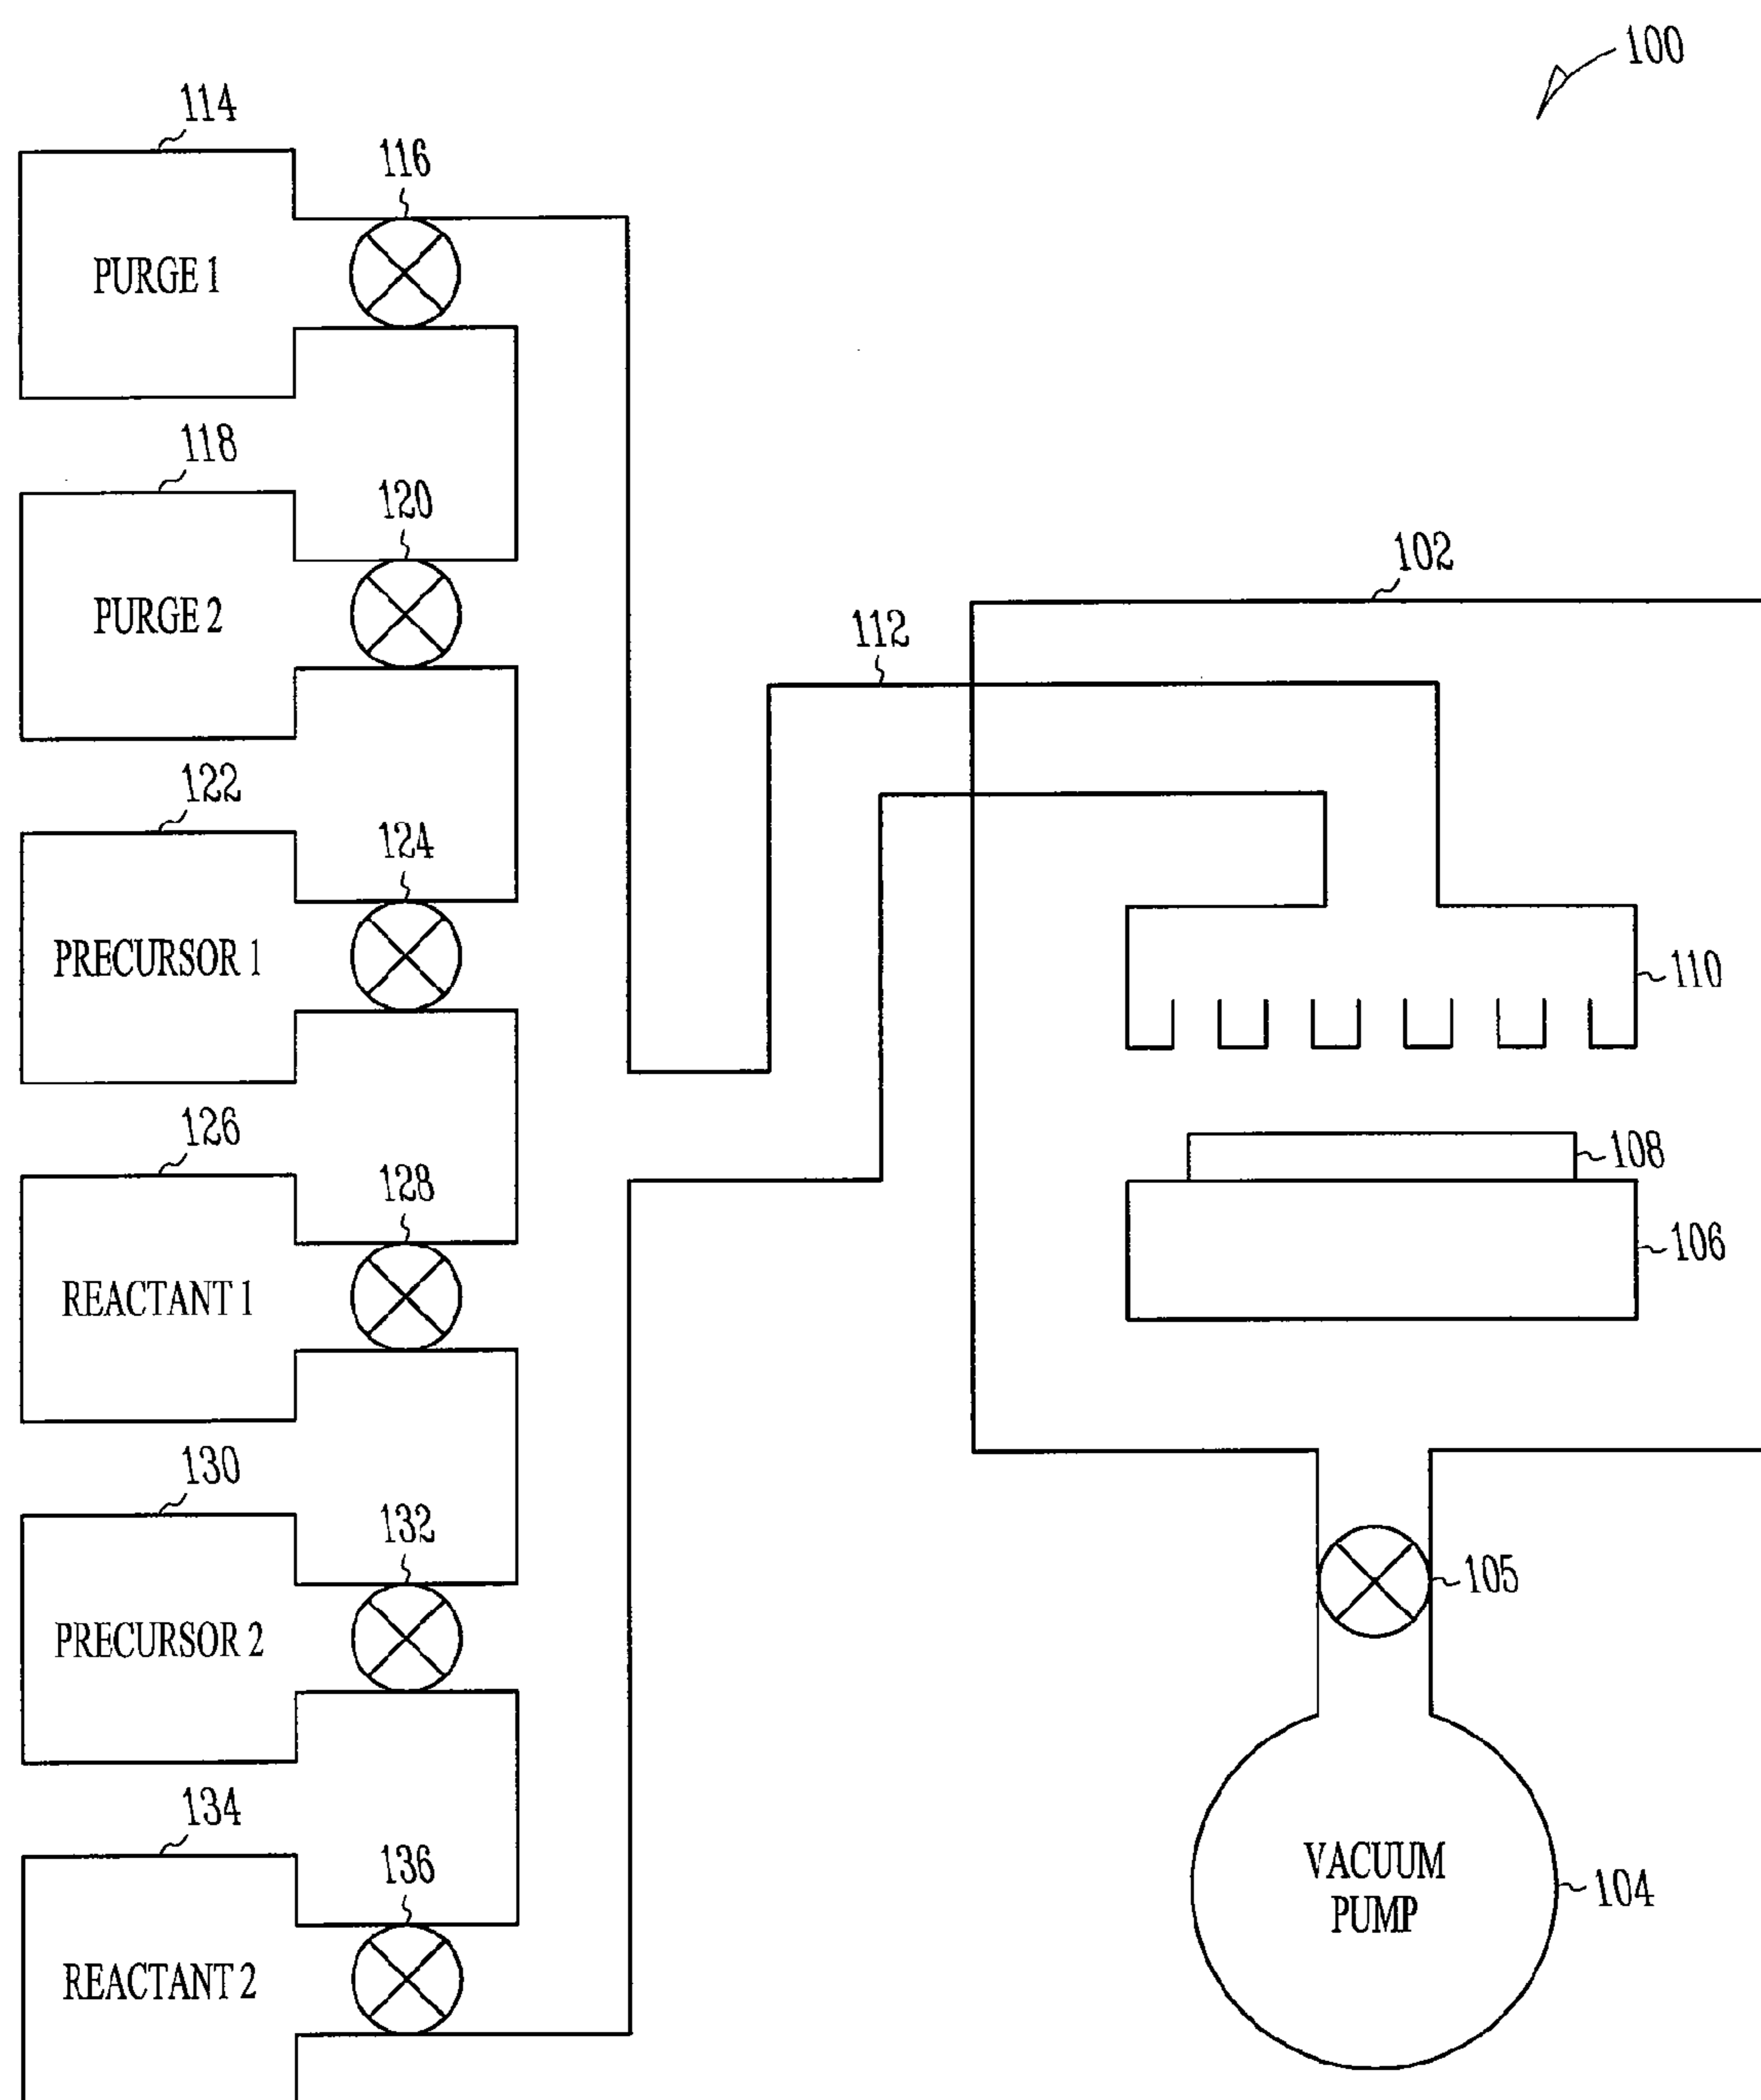 100
114
116
PURGE 1
118
120
PURGE 2
102
112
122
124
PRECURSOR 1
110
126
128
108
REACTANT 1
106
130
132
105
PRECURSOR 2
134
136
VACUUM
PUMP
104
REACTANT 2